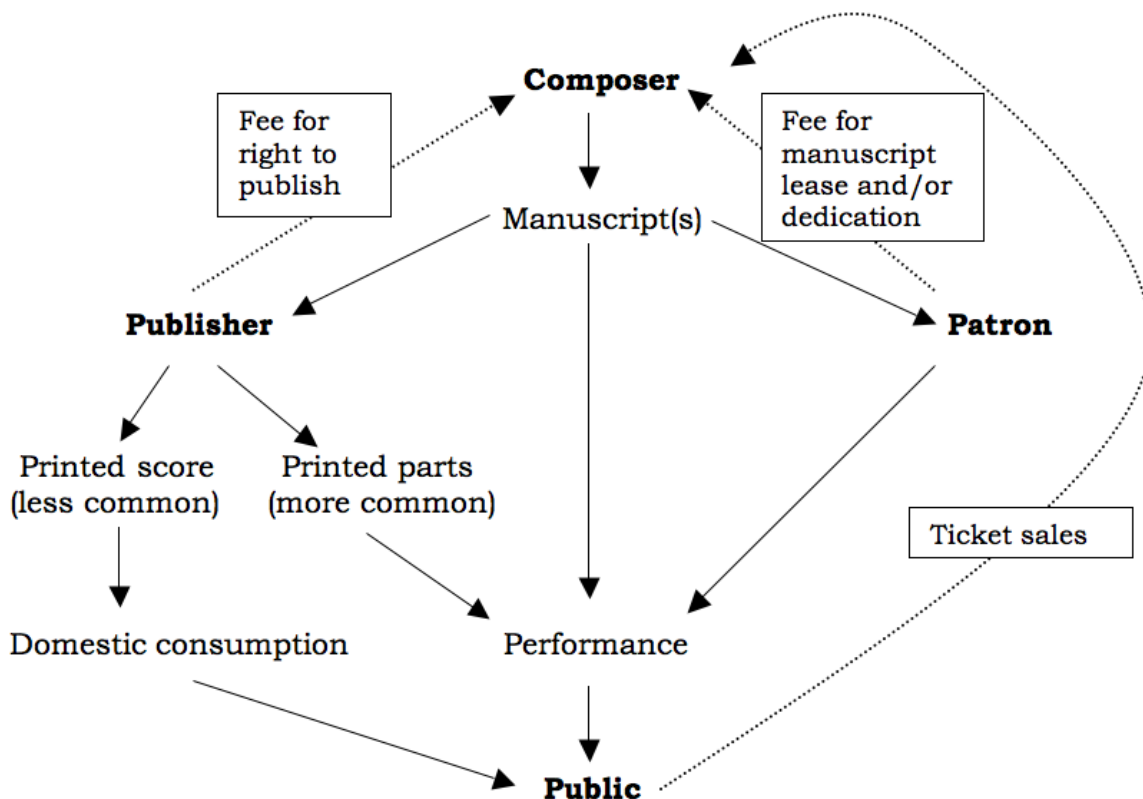 Composer
Fee for
right to
publish
Fee for
manuscript
lease and/or
dedication
Manuscript(s)
Publisher
Patron
Printed score
(less common)
Printed parts
(more common)
Ticket sales
Domestic consumption
Performance
Public